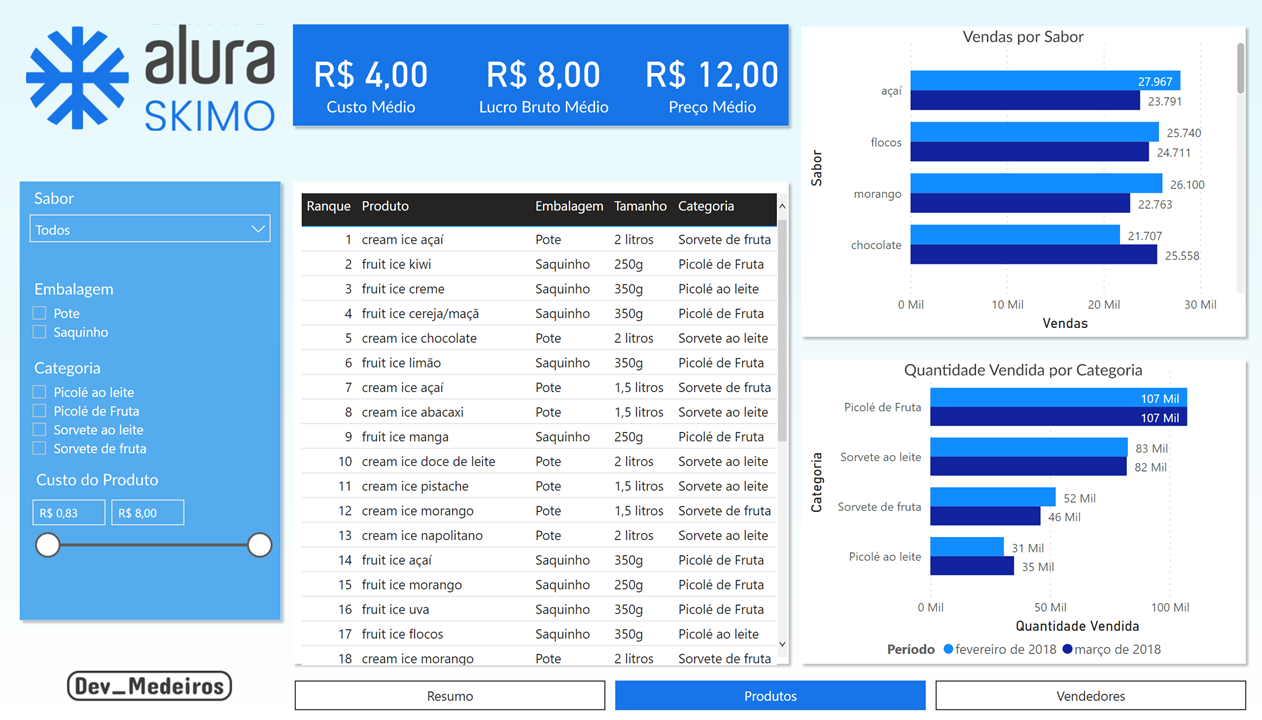 alura
SKIMO
R$ 4,00
Custo Médio
R$ 8,00
Lucro Bruto Médio
R$ 12,00
Preço Médio
Sabor
Todos
Embalagem
Pote
Saquinho
Categoria
Picolé ao leite
Picolé de Fruta
Sorvete ao leite
Sorvete de fruta
Custo do Produto
R$ 0,83 R$ 8,00
Dev_Medeiros
Ranque Produto Embalagem Tamanho Categoria
1 cream ice açaí Pote 2 litros Sorvete de fruta
2 fruit ice kiwi Saquinho 250g Picolé de Fruta
3 fruit ice creme Saquinho 350g Picolé ao leite
4 fruit ice cereja/maçã Saquinho 350g Picolé de Fruta
5 cream ice chocolate Pote 2 litros Sorvete ao leite
6 fruit ice limão Saquinho 350g Picolé de Fruta
7 cream ice açaí Pote 1,5 litros Sorvete de fruta
8 cream ice abacaxi Pote 1,5 litros Sorvete ao leite
9 fruit ice manga Saquinho 250g Picolé de Fruta
10 cream ice doce de leite Pote 2 litros Sorvete ao leite
11 cream ice pistache Pote 1,5 litros Sorvete ao leite
12 cream ice morango Pote 1,5 litros Sorvete de fruta
13 cream ice napolitano Pote 2 litros Sorvete ao leite
14 fruit ice açaí Saquinho 350g Picolé de Fruta
15 fruit ice morango Saquinho 250g Picolé de Fruta
16 fruit ice uva Saquinho 350g Picolé de Fruta
17 fruit ice flocos Saquinho 350g Picolé ao leite
18 cream ice morango Pote 2 litros Sorvete de fruta
Vendas por Sabor
Sabor
açaí 27.967
23.791
flocos 25.740
24.711
morango 26.100
22.763
chocolate 21.707
25.558
0 Mil 10 Mil 20 Mil 30 Mil
Vendas
Quantidade Vendida por Categoria
Categoria
Picolé de Fruta 107 Mil
107 Mil
Sorvete ao leite 83 Mil
82 Mil
Sorvete de fruta 52 Mil
46 Mil
Picolé ao leite 31 Mil
35 Mil
0 Mil 50 Mil 100 Mil
Quantidade Vendida
Período fevereiro de 2018 março de 2018
Resumo Produtos Vendedores